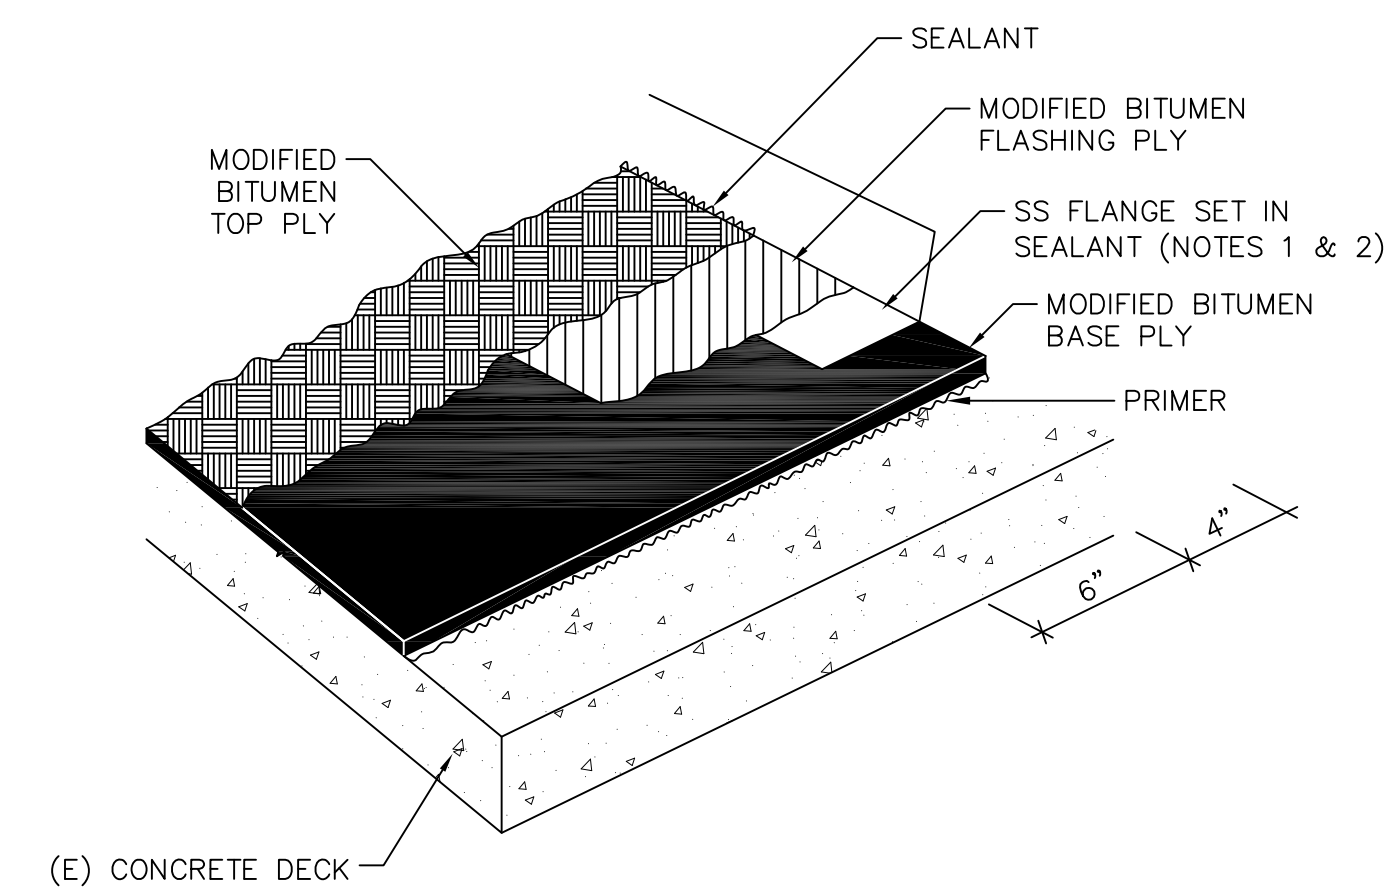 SEALANT
MODIFIED BITUMEN
FLASHING PLY
MODIFIED
BITUMEN
TOP PLY
SS FLANGE SET IN
SEALANT (NOTES 1 & 2)
MODIFIED BITUMEN
BASE PLY
PRIMER
4"
6"
(E) CONCRETE DECK